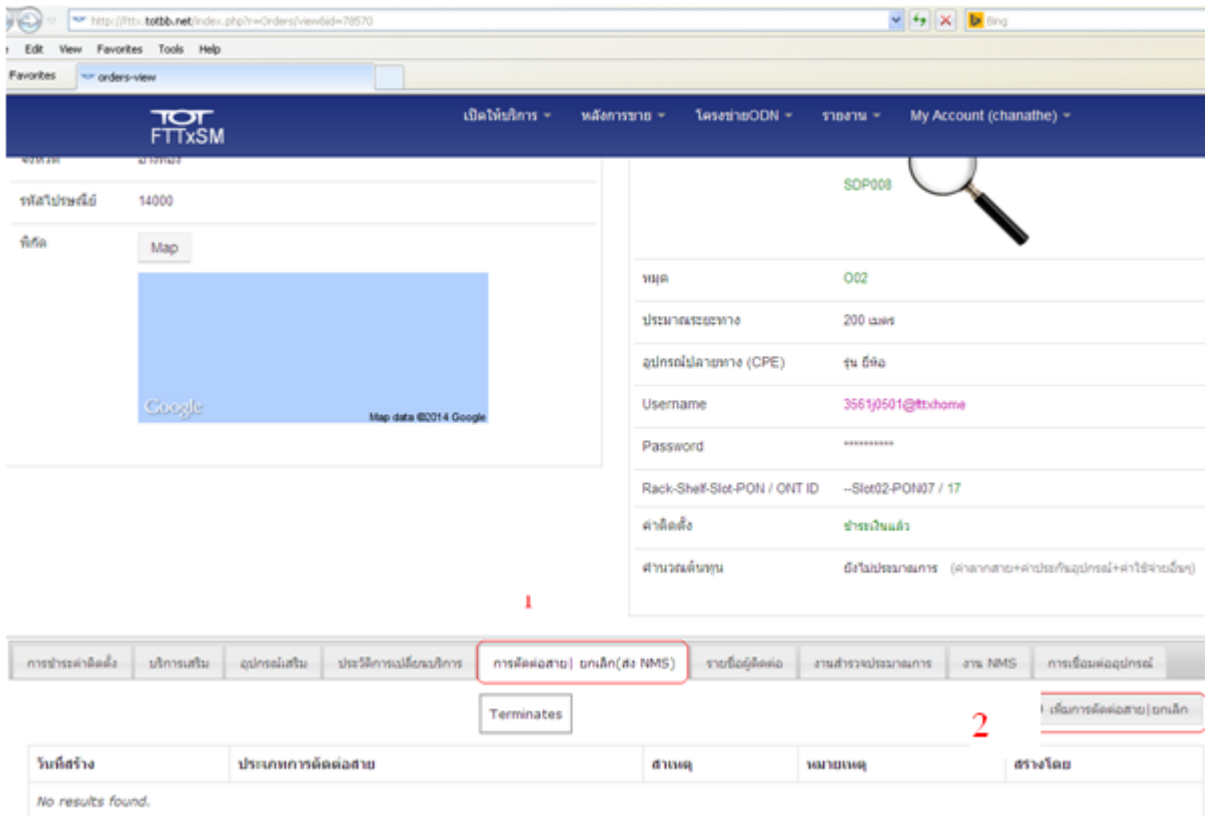 http://fttx.totbb.net/index.php?r=Orders/view&id=78570
Bing
Edit View Favorites Tools Help
Favorites orders-view
TOT
FTTxSM
เปิดให้บริการ หลังการขาย โครงข่ายODN รายงาน My Account (chanathe)
จังหวัด อ่างทอง
รหัสไปรษณีย์ 14000
พิกัด Map
Google
Map data ©2014 Google
SDP008
หมุด O02
ประมาณระยะทาง 200 เมตร
อุปกรณ์ปลายทาง (CPE) รุ่น ยี่ห้อ
Username 3561j0501@fttxhome
Password **********
Rack-Shelf-Slot-PON / ONT ID --Slot02-PON07 / 17
ค่าติดตั้ง ชำระเงินแล้ว
คำนวณต้นทุน ยังไม่ประมาณการ (ค่าลากสาย+ค่าประกันอุปกรณ์+ค่าใช้จ่ายอื่นๆ)
1
การชำระค่าติดตั้ง บริการเสริม อุปกรณ์เสริม ประวัติการเปลี่ยนบริการ การตัดต่อสาย| ยกเลิก(ส่ง NMS) รายชื่อผู้ติดต่อ งานสำรวจประมาณการ งาน NMS การเชื่อมต่ออุปกรณ์
Terminates
2
เพิ่มการตัดต่อสาย|ยกเลิก
วันที่สร้าง ประเภทการตัดต่อสาย สาเหตุ หมายเหตุ สร้างโดย
No results found.